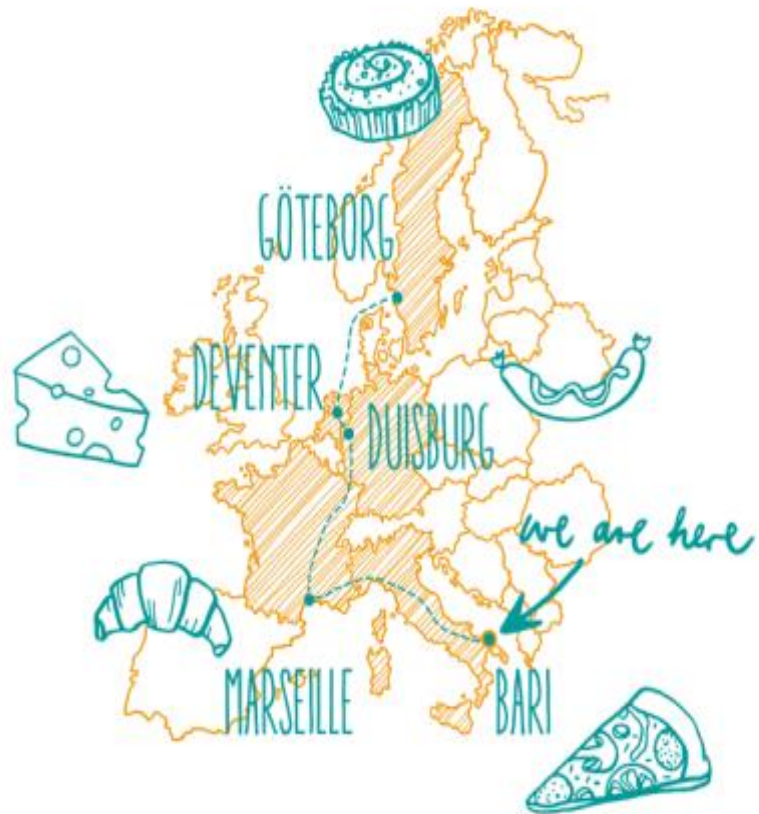 GÖTEBORG
DEVENTER
DUISBURG
we are here
MARSEILLE
BARI